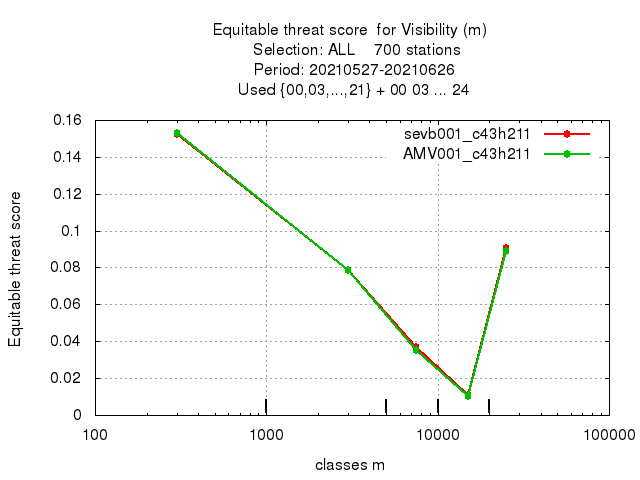 Equitable threat score  for Visibility (m)
Selection: ALL    700 stations
Period: 20210527-20210626
Used {00,03,...,21} + 00 03 ... 24
sevb001_c43h211
AMV001_c43h211
0.16
0.14
0.12
0.1
0.08
0.06
0.04
0.02
0
Equitable threat score
100
1000
10000
100000
classes m